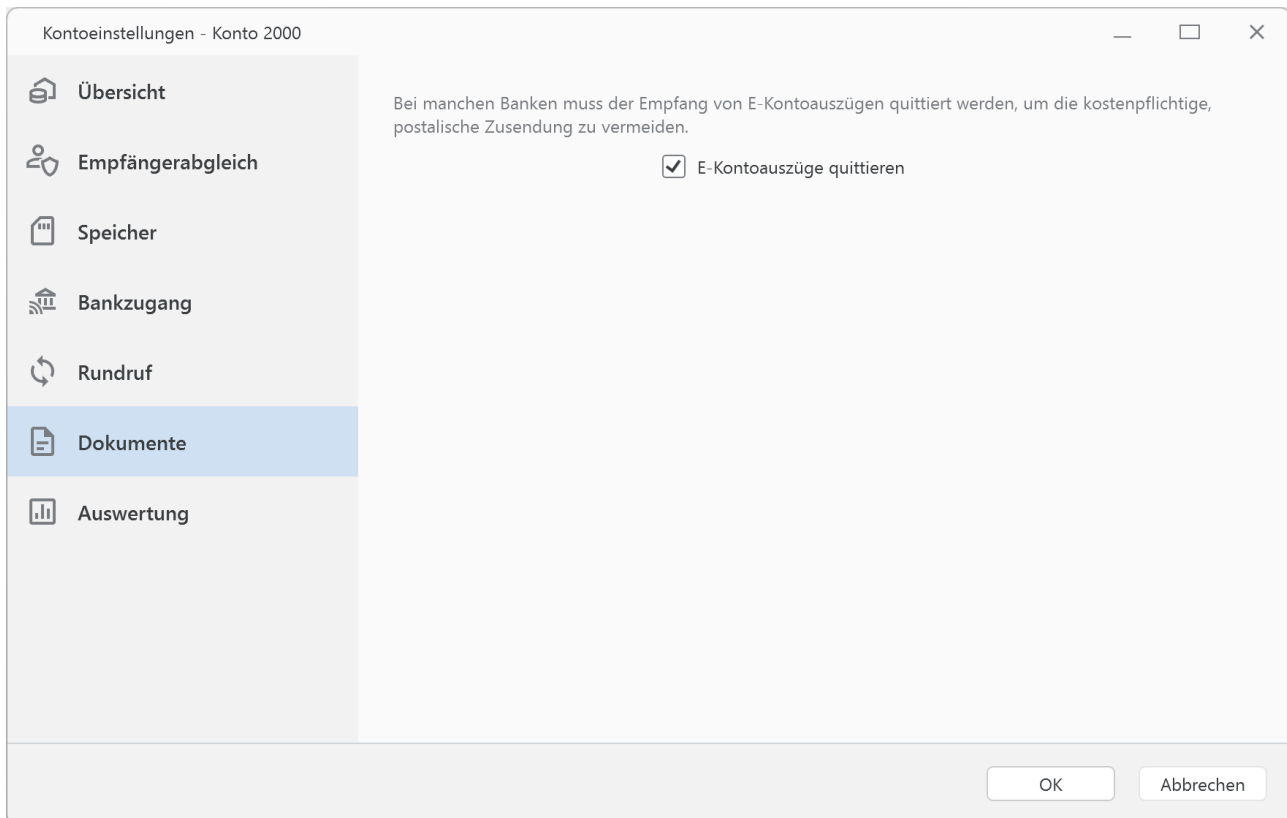 Kontoeinstellungen - Konto 2000
Übersicht
Empfängerabgleich
Speicher
Bankzugang
Rundruf
Dokumente
Auswertung
Bei manchen Banken muss der Empfang von E-Kontoauszügen quittiert werden, um die kostenpflichtige,
postalische Zusendung zu vermeiden.
E-Kontoauszüge quittieren
OK
Abbrechen